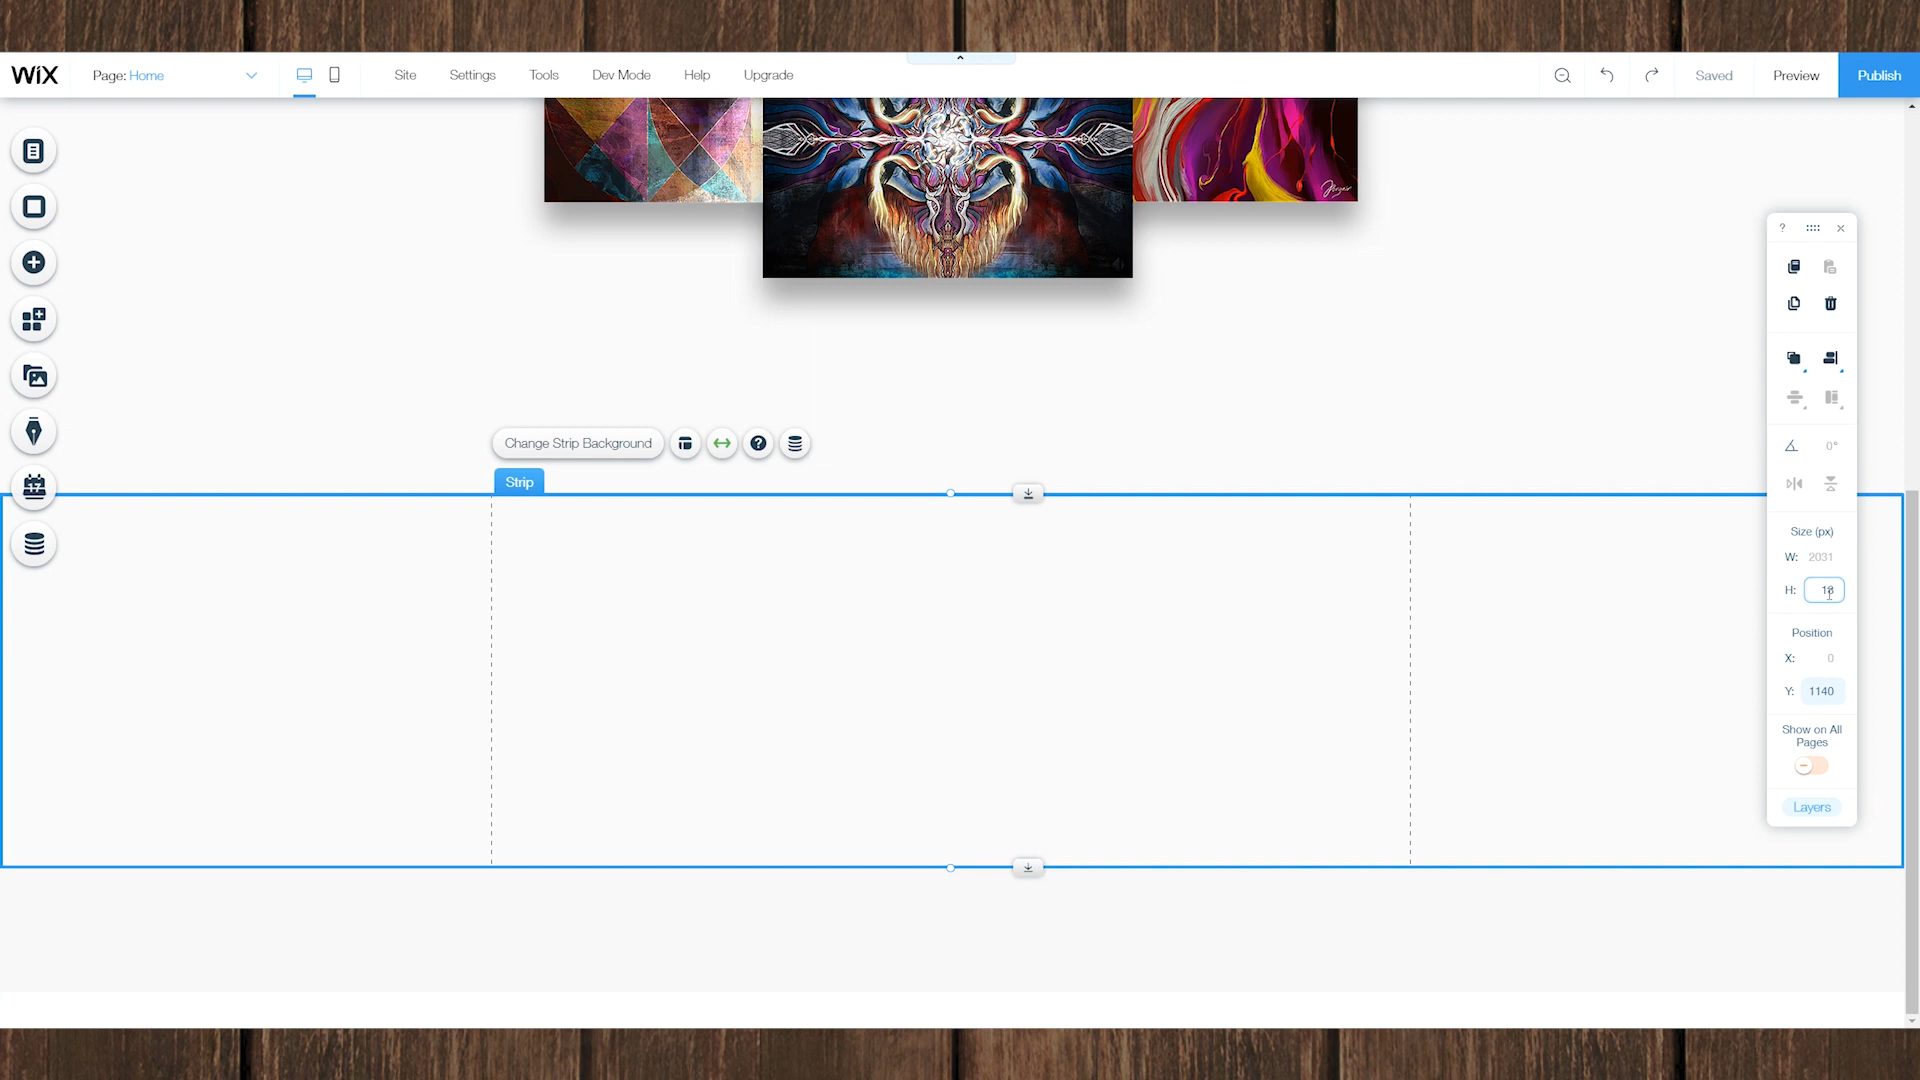 WiX
Page: Home
Site
Settings
Tools
Dev Mode
Help
Upgrade
Saved
Preview
Publish
?
Change Strip Background
?
Strip
17
0°
Size (px)
W: 2031
H:
Position
X: 0
Y: 1140
Show on All
Pages
Layers